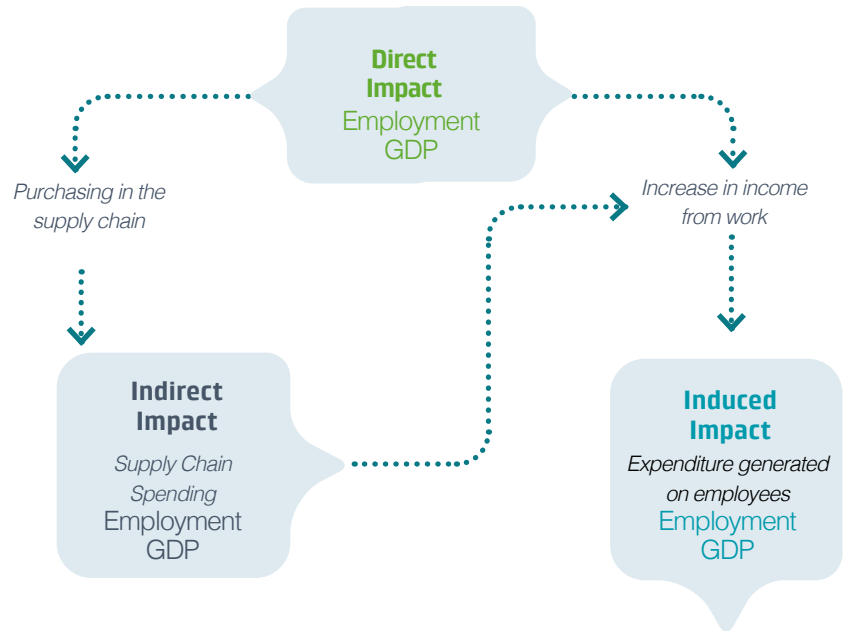 Direct
Impact
Employment
GDP
Purchasing in the
supply chain
Increase in income
from work
Indirect
Impact
Supply Chain
Spending
Employment
GDP
Induced
Impact
Expenditure generated
on employees
Employment
GDP